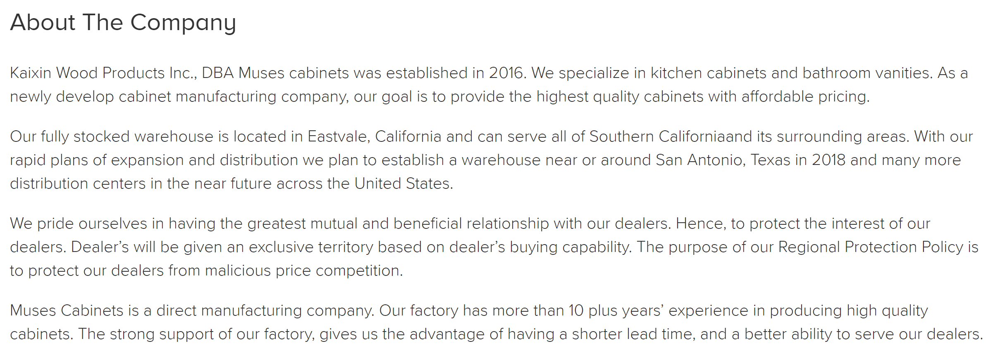 About The Company
Kaixin Wood Products Inc., DBA Muses cabinets was established in 2016. We specialize in kitchen cabinets and bathroom vanities. As a
newly develop cabinet manufacturing company, our goal is to provide the highest quality cabinets with affordable pricing.
Our fully stocked warehouse is located in Eastvale, California and can serve all of Southern Californiaand its surrounding areas. With our
rapid plans of expansion and distribution we plan to establish a warehouse near or around San Antonio, Texas in 2018 and many more
distribution centers in the near future across the United States.
We pride ourselves in having the greatest mutual and beneficial relationship with our dealers. Hence, to protect the interest of our
dealers. Dealer’s will be given an exclusive territory based on dealer’s buying capability. The purpose of our Regional Protection Policy is
to protect our dealers from malicious price competition.
Muses Cabinets is a direct manufacturing company. Our factory has more than 10 plus years’ experience in producing high quality
cabinets. The strong support of our factory, gives us the advantage of having a shorter lead time, and a better ability to serve our dealers.